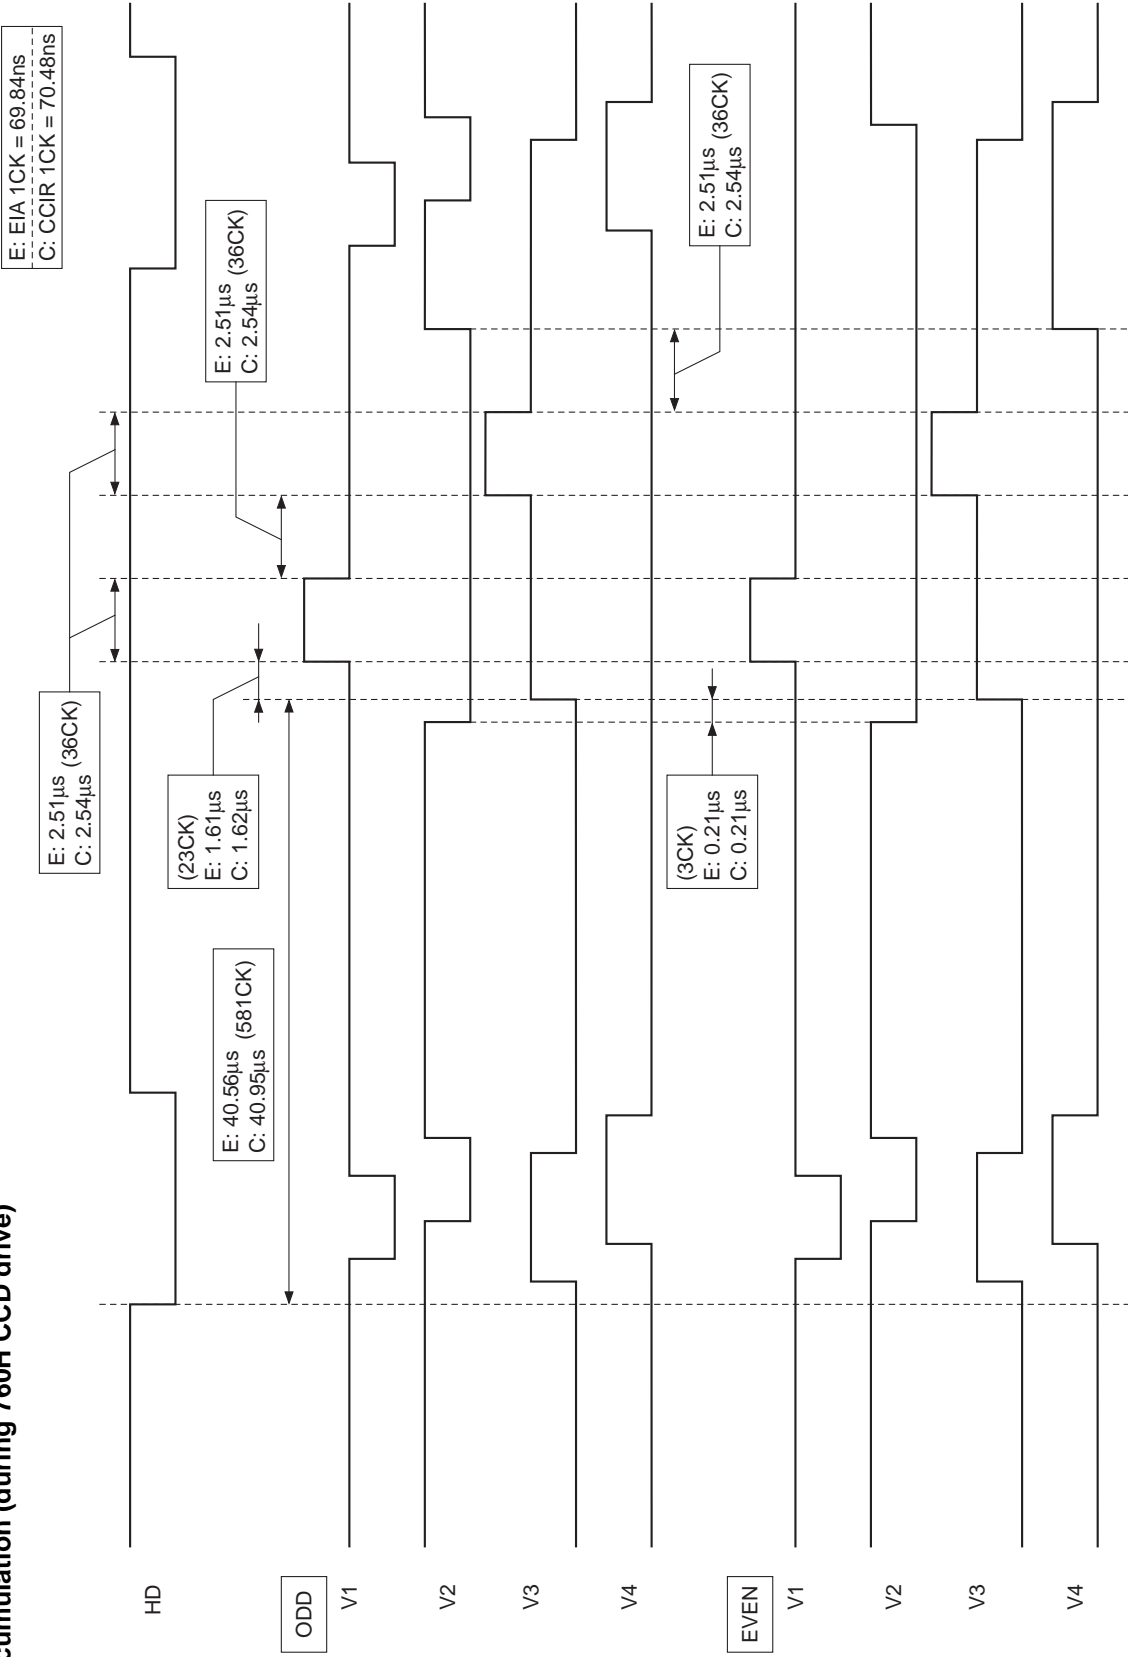 cumulation (during 760H CCD drive)
E: EIA 1CK = 69.84ns
C: CCIR 1CK = 70.48ns
HD
E: 2.51µs (36CK)
C: 2.54µs
(23CK)
E: 1.61µs
C: 1.62µs
E: 2.51µs (36CK)
C: 2.54µs
E: 40.56µs (581CK)
C: 40.95µs
ODD
V1
V2
V3
V4
(3CK)
E: 0.21µs
C: 0.21µs
E: 2.51µs (36CK)
C: 2.54µs
EVEN
V1
V2
V3
V4